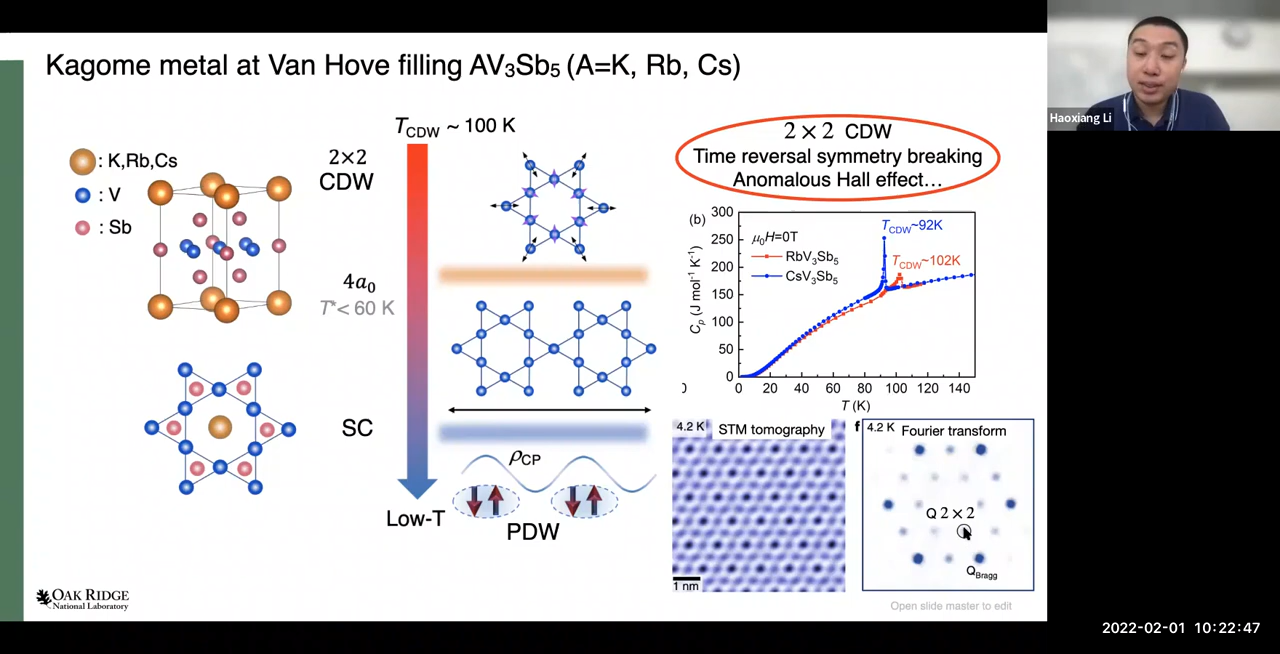 Kagome metal at Van Hove filling AV₃Sb₅ (A=K, Rb, Cs)
: K,Rb,Cs
: V
: Sb
T_CDW ~ 100 K
2×2
CDW
4a₀
T*< 60 K
SC
Low-T
ρ_CP
PDW
2 × 2 CDW
Time reversal symmetry breaking
Anomalous Hall effect…
(b)
μ₀H=0T
RbV₃Sb₅
CsV₃Sb₅
T_CDW~92K
T_CDW~102K
C_p (J mol⁻¹ K⁻¹)
300
250
200
150
100
50
0
0 20 40 60 80 100 120 140
T (K)
4.2 K STM tomography
1 nm
f 4.2 K Fourier transform
Q 2 × 2
Q_Bragg
OAK RIDGE
National Laboratory
Open slide master to edit
Haoxiang Li
2022-02-01 10:22:47